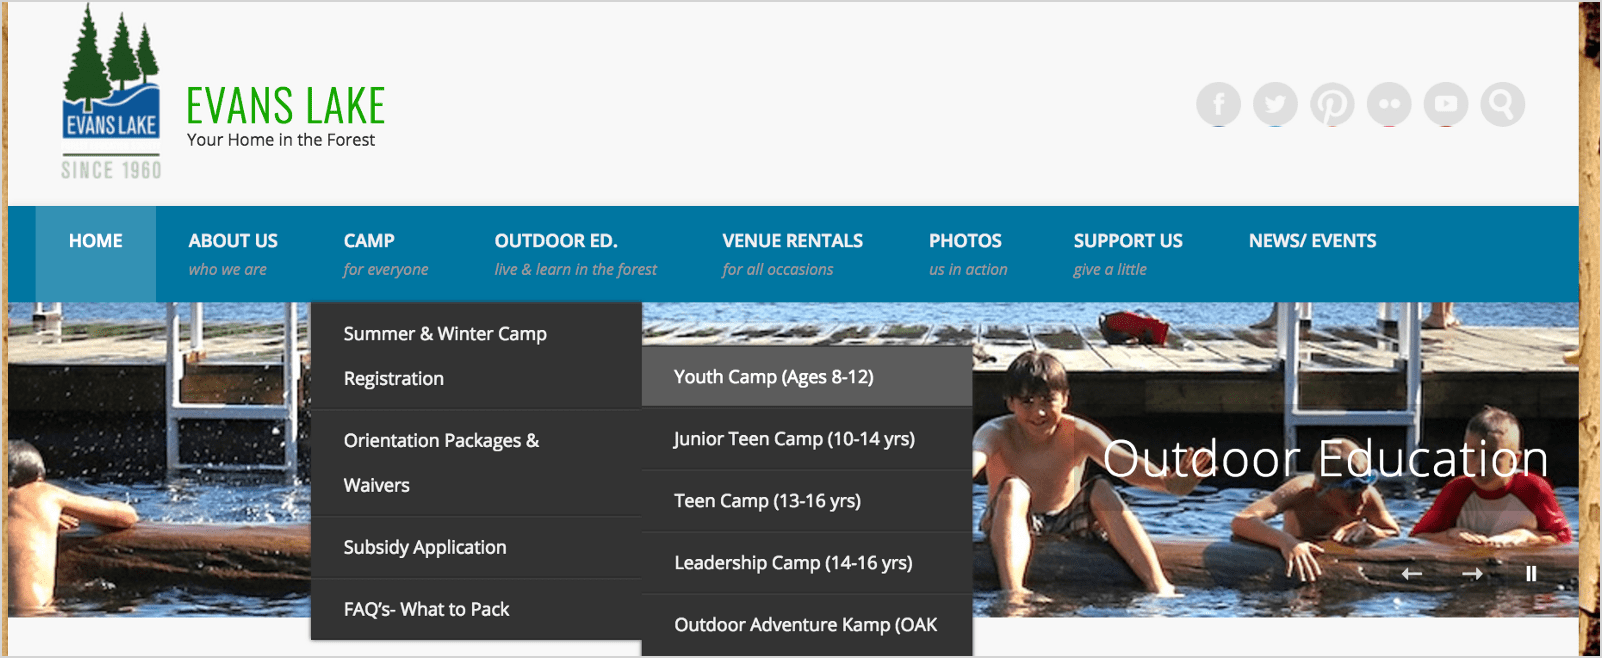 EVANS LAKE
SINCE 1960
EVANS LAKE
Your Home in the Forest
HOME
ABOUT US
who we are
CAMP
for everyone
OUTDOOR ED.
live & learn in the forest
VENUE RENTALS
for all occasions
PHOTOS
us in action
SUPPORT US
give a little
NEWS/ EVENTS
Summer & Winter Camp
Registration
Orientation Packages &
Waivers
Subsidy Application
FAQ’s- What to Pack
Youth Camp (Ages 8-12)
Junior Teen Camp (10-14 yrs)
Teen Camp (13-16 yrs)
Leadership Camp (14-16 yrs)
Outdoor Adventure Kamp (OAK
Outdoor Education